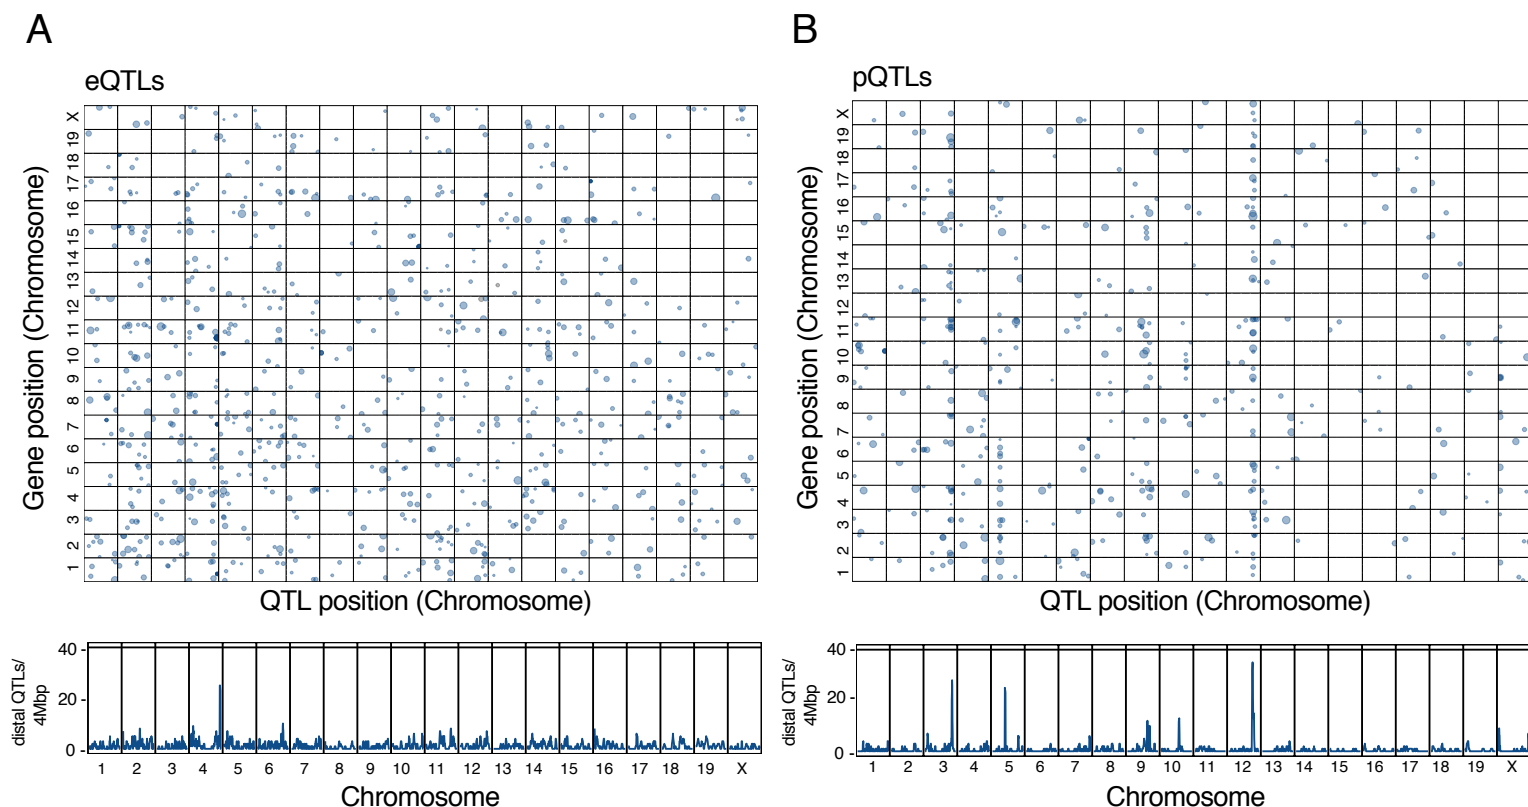 A
B
eQTLs
pQTLs
Gene position (Chromosome)
X
19
18
17
16
15
14
13
12
11
10
9
8
7
6
5
4
3
2
1
QTL position (Chromosome)
Gene position (Chromosome)
X
19
18
17
16
15
14
13
12
11
10
9
8
7
6
5
4
3
2
1
QTL position (Chromosome)
distal QTLs/
4Mbp
40
20
0
1 2 3 4 5 6 7 8 9 10 11 12 13 14 15 16 17 18 19 X
Chromosome
distal QTLs/
4Mbp
40
20
0
1 2 3 4 5 6 7 8 9 10 11 12 13 14 15 16 17 18 19 X
Chromosome